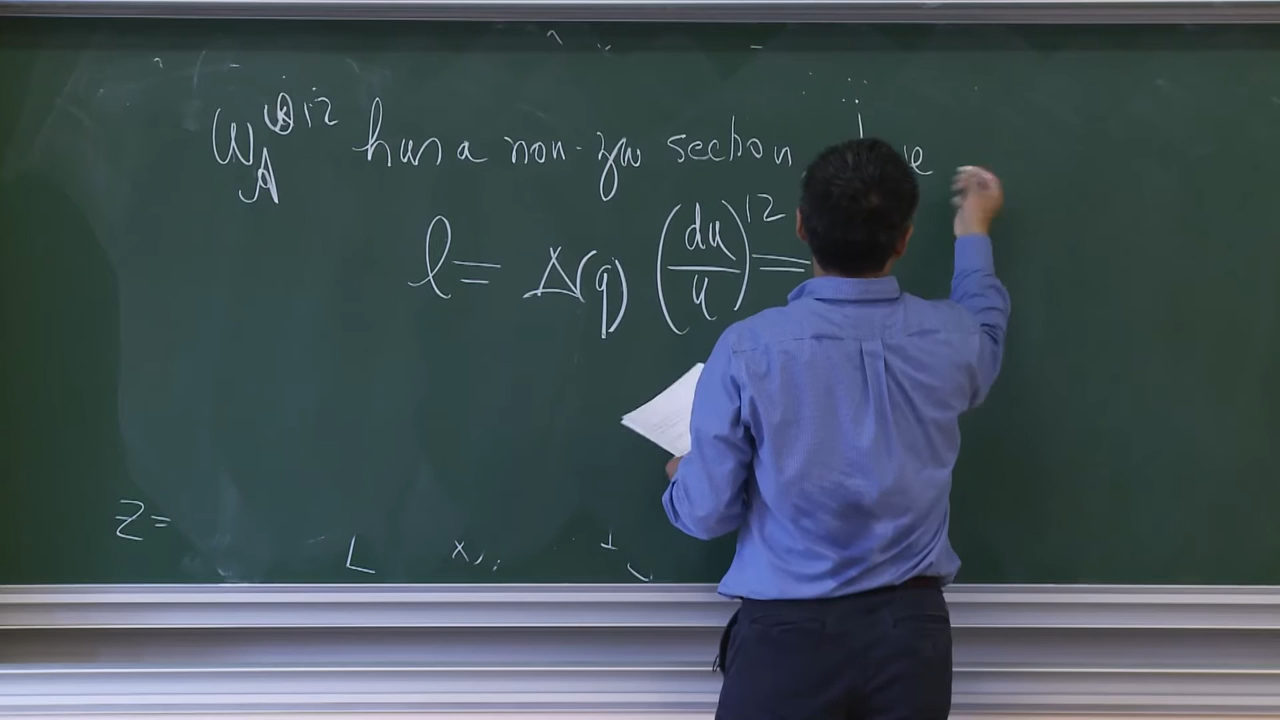 ω_A^{⊗12} has a non-zero section
l = Δ(q) (du/u)^{12} =
z =
L x,